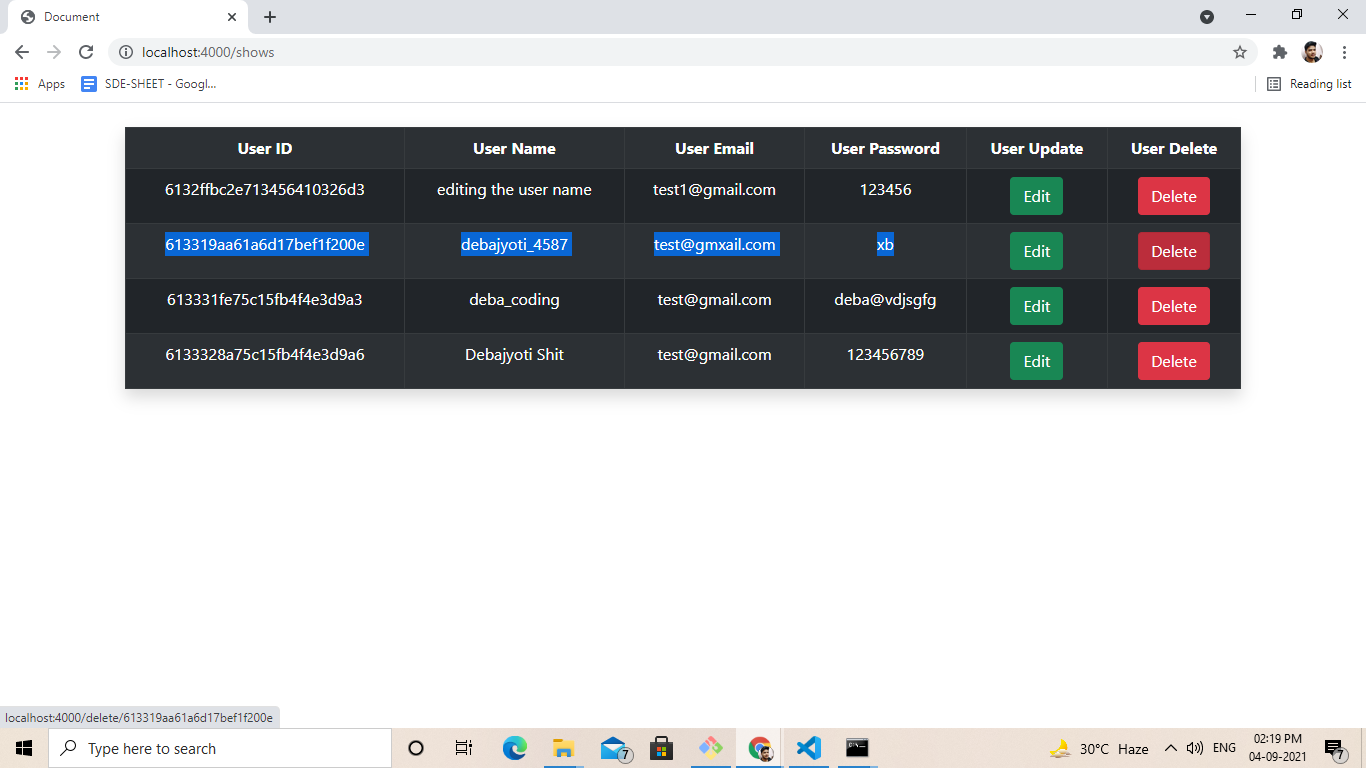 Document
localhost:4000/shows
Apps SDE-SHEET - Googl... Reading list
User ID User Name User Email User Password User Update User Delete
6132ffbc2e713456410326d3 editing the user name test1@gmail.com 123456 Edit Delete
613319aa61a6d17bef1f200e debajyoti_4587 test@gmxail.com xb Edit Delete
613331fe75c15fb4f4e3d9a3 deba_coding test@gmail.com deba@vdjsgfg Edit Delete
6133328a75c15fb4f4e3d9a6 Debajyoti Shit test@gmail.com 123456789 Edit Delete
localhost:4000/delete/613319aa61a6d17bef1f200e
Type here to search 7 30°C Haze ENG 02:19 PM 7
04-09-2021